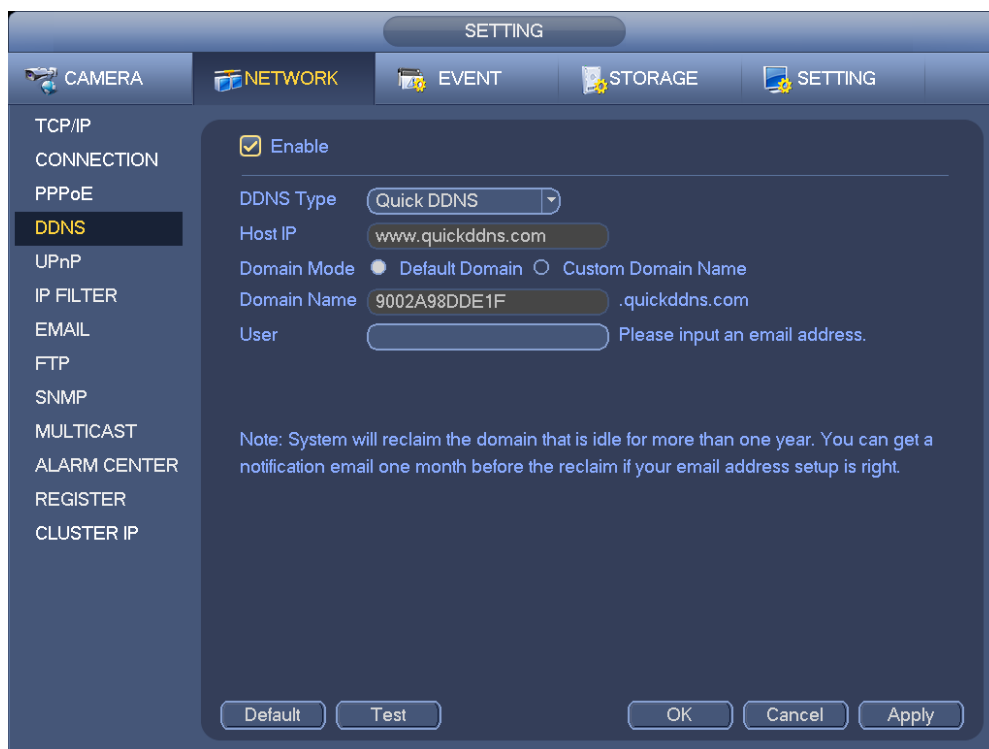 SETTING
CAMERA NETWORK EVENT STORAGE SETTING
TCP/IP
CONNECTION
PPPoE
DDNS
UPnP
IP FILTER
EMAIL
FTP
SNMP
MULTICAST
ALARM CENTER
REGISTER
CLUSTER IP
Enable
DDNS Type Quick DDNS
Host IP www.quickddns.com
Domain Mode Default Domain Custom Domain Name
Domain Name 9002A98DDE1F .quickddns.com
User Please input an email address.
Note: System will reclaim the domain that is idle for more than one year. You can get a
notification email one month before the reclaim if your email address setup is right.
Default Test OK Cancel Apply